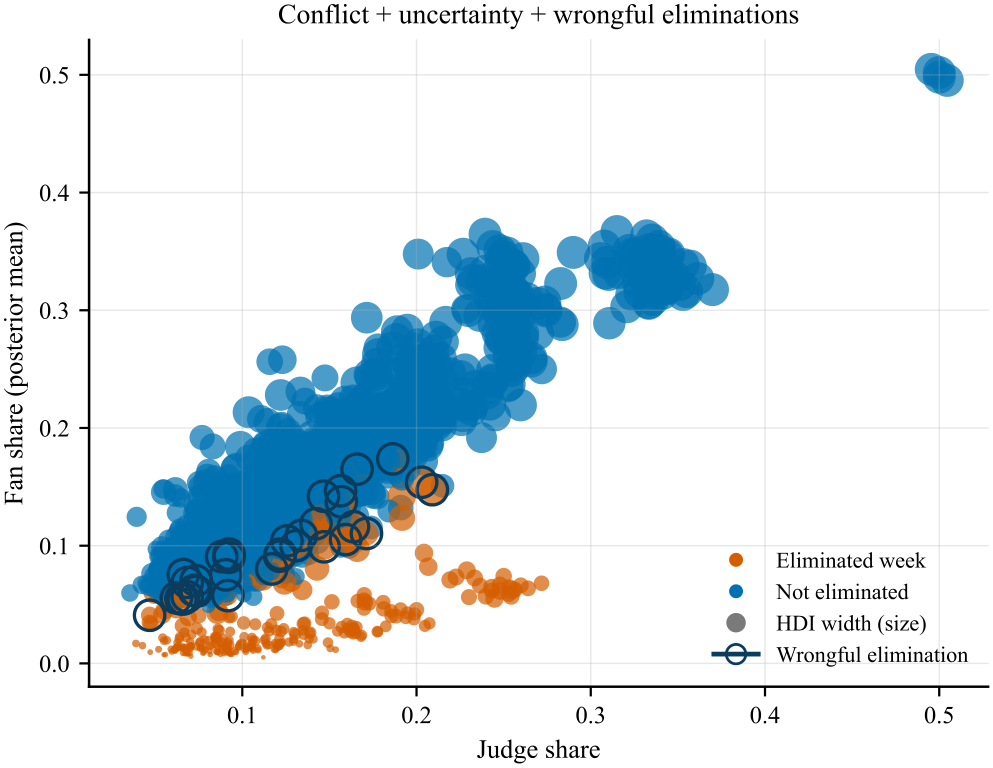 Conflict + uncertainty + wrongful eliminations
Fan share (posterior mean)
0.5
0.4
0.3
0.2
0.1
0.0
Eliminated week
Not eliminated
HDI width (size)
Wrongful elimination
0.1 0.2 0.3 0.4 0.5
Judge share